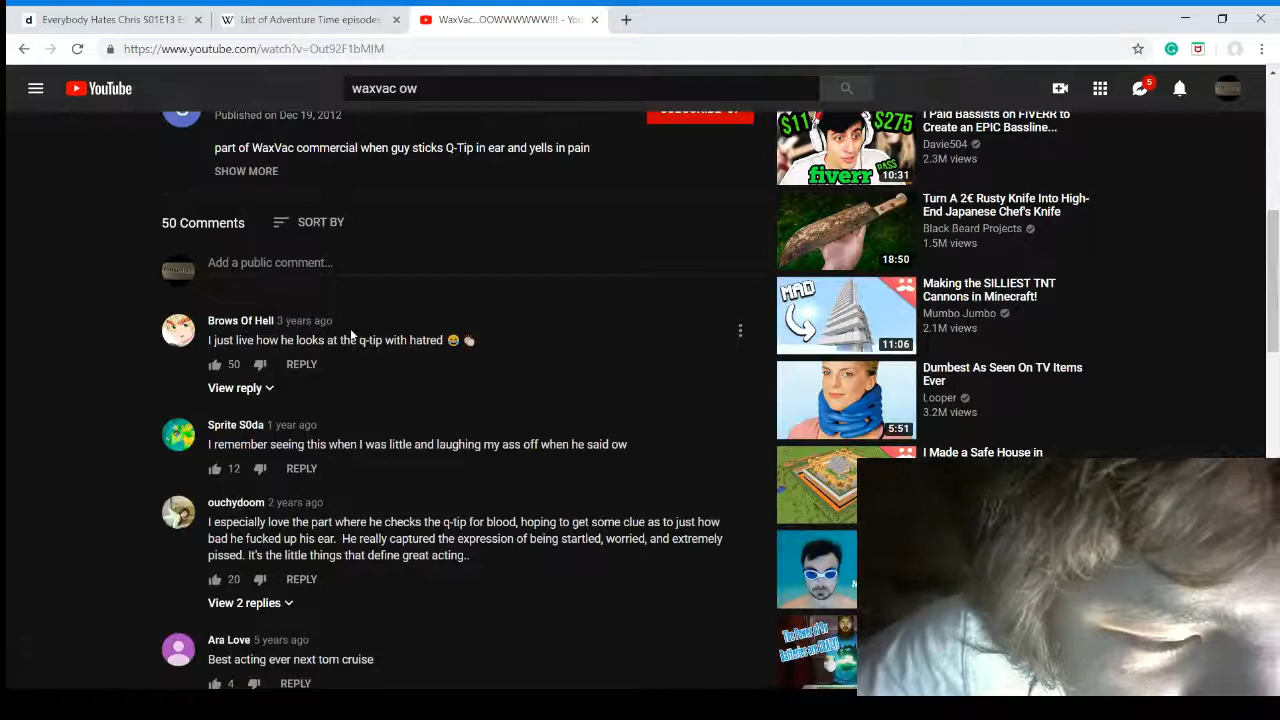 Everybody Hates Chris S01E13 E
List of Adventure Time episodes
WaxVac...OOWWWWWW!!! - You
https://www.youtube.com/watch?v=Out92F1bMIM
YouTube
waxvac ow
5
Published on Dec 19, 2012
part of WaxVac commercial when guy sticks Q-Tip in ear and yells in pain
SHOW MORE
50 Comments
SORT BY
Add a public comment...
Brows Of Hell 3 years ago
I just live how he looks at the q-tip with hatred 😂 👏🏻
50
REPLY
View reply
Sprite S0da 1 year ago
I remember seeing this when I was little and laughing my ass off when he said ow
12
REPLY
ouchydoom 2 years ago
I especially love the part where he checks the q-tip for blood, hoping to get some clue as to just how
bad he fucked up his ear. He really captured the expression of being startled, worried, and extremely
pissed. It's the little things that define great acting..
20
REPLY
View 2 replies
Ara Love 5 years ago
Best acting ever next tom cruise
4
REPLY
$11
$275
BASS
fiverr
10:31
I Paid Bassists on FIVERR to
Create an EPIC Bassline...
Davie504
2.3M views
18:50
Turn A 2€ Rusty Knife Into High-
End Japanese Chef's Knife
Black Beard Projects
1.5M views
MAD
11:06
Making the SILLIEST TNT
Cannons in Minecraft!
Mumbo Jumbo
2.1M views
5:51
Dumbest As Seen On TV Items
Ever
Looper
3.2M views
I Made a Safe House in
The Power of 9v
Batteries are CRAZY!